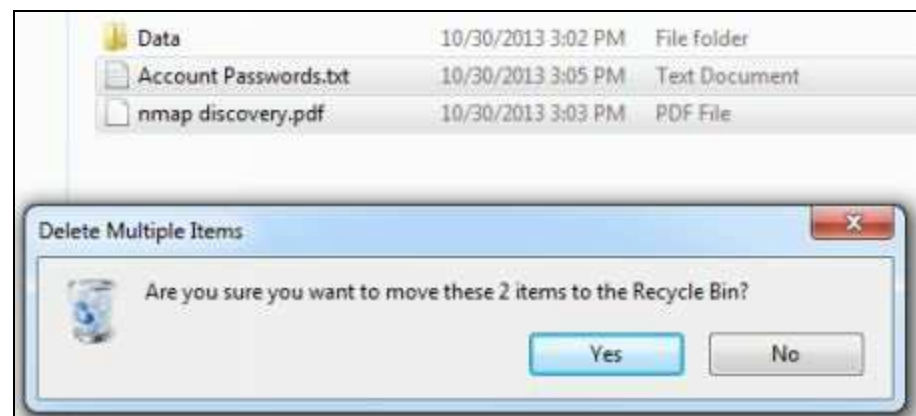 Data 10/30/2013 3:02 PM File folder
Account Passwords.txt 10/30/2013 3:05 PM Text Document
nmap discovery.pdf 10/30/2013 3:03 PM PDF File
Delete Multiple Items
Are you sure you want to move these 2 items to the Recycle Bin?
Yes No